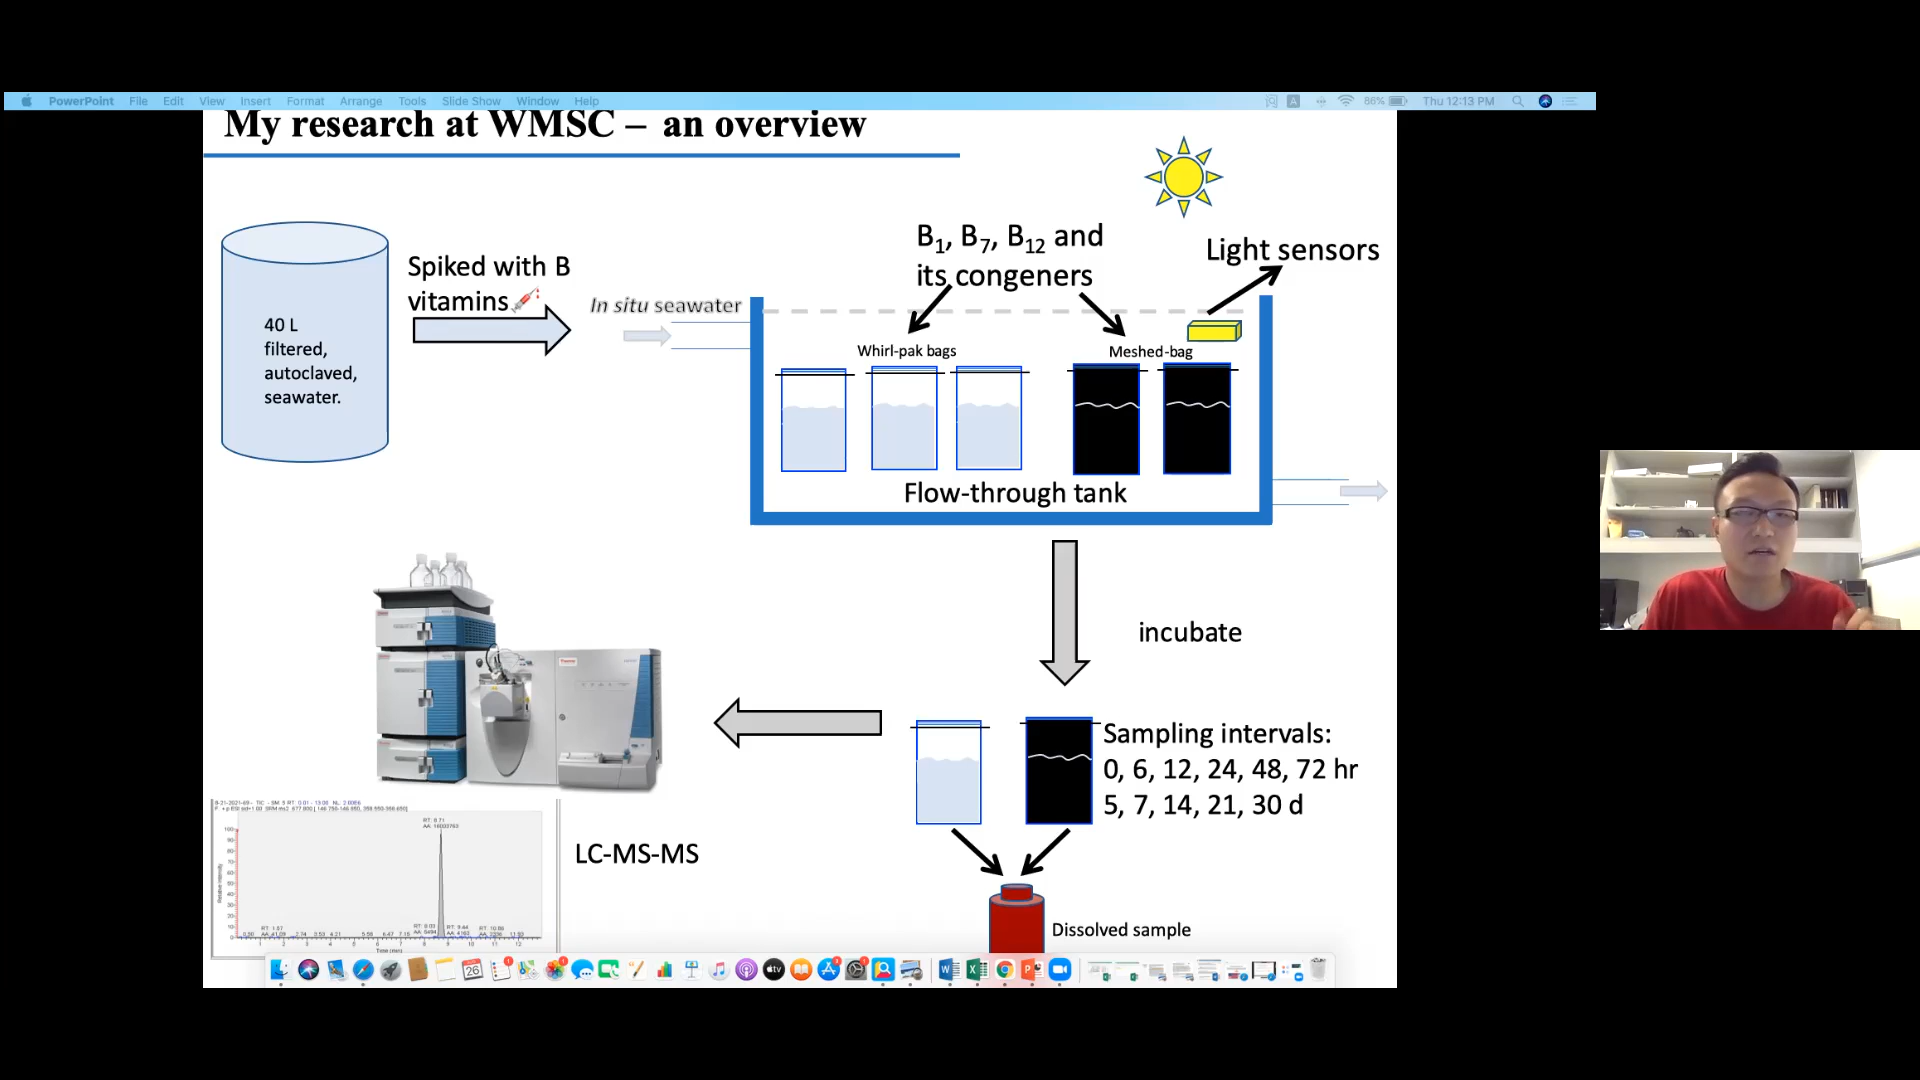 PowerPoint File Edit View Insert Format Arrange Tools Slide Show Window Help
86% Thu 12:13 PM
My research at WMSC – an overview
40 L
filtered,
autoclaved,
seawater.
Spiked with B
vitamins
In situ seawater
B1, B7, B12 and
its congeners
Light sensors
Whirl-pak bags
Meshed-bag
Flow-through tank
incubate
Sampling intervals:
0, 6, 12, 24, 48, 72 hr
5, 7, 14, 21, 30 d
LC-MS-MS
Dissolved sample